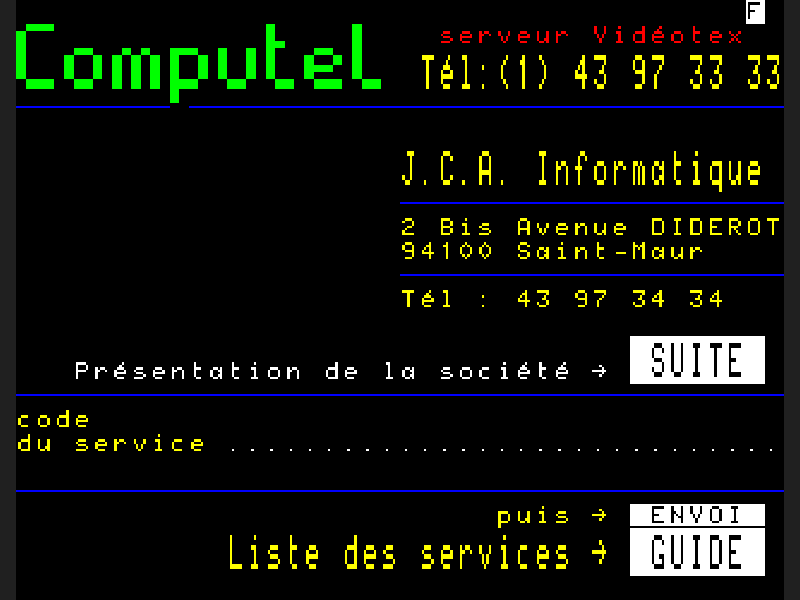 F
Computel
serveur Vidéotex
Tél:(1) 43 97 33 33
J.C.A. Informatique
2 Bis Avenue DIDEROT
94100 Saint-Maur
Tél : 43 97 34 34
Présentation de la société → SUITE
code
du service .............................
puis → ENVOI
Liste des services → GUIDE